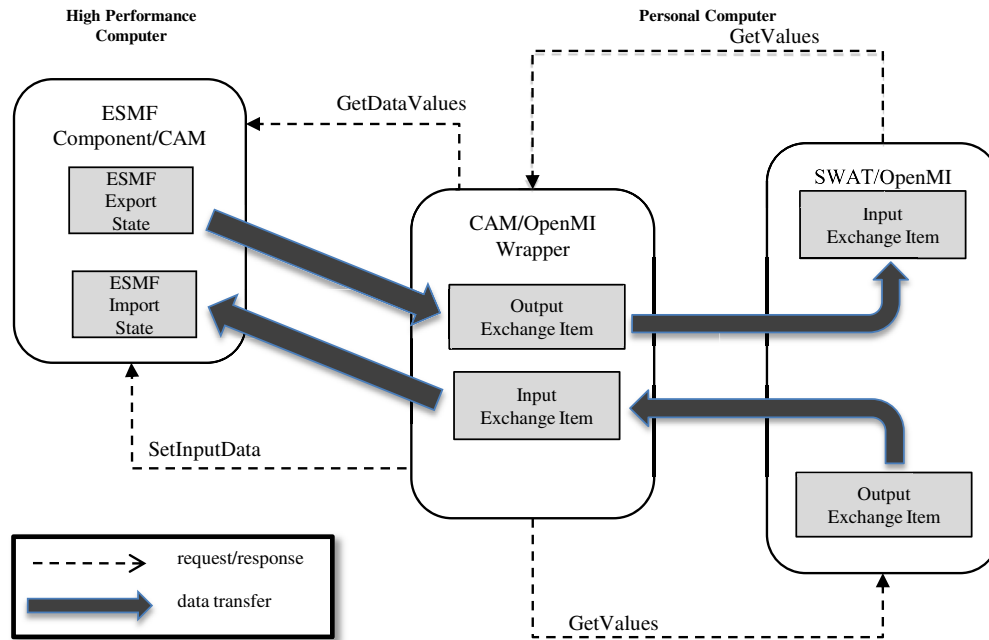 High Performance
Computer
Personal Computer
GetValues
ESMF
Component/CAM
GetDataValues
ESMF
Export
State
ESMF
Import
State
CAM/OpenMI
Wrapper
Output
Exchange Item
Input
Exchange Item
SWAT/OpenMI
Input
Exchange Item
Output
Exchange Item
SetInputData
request/response
data transfer
GetValues